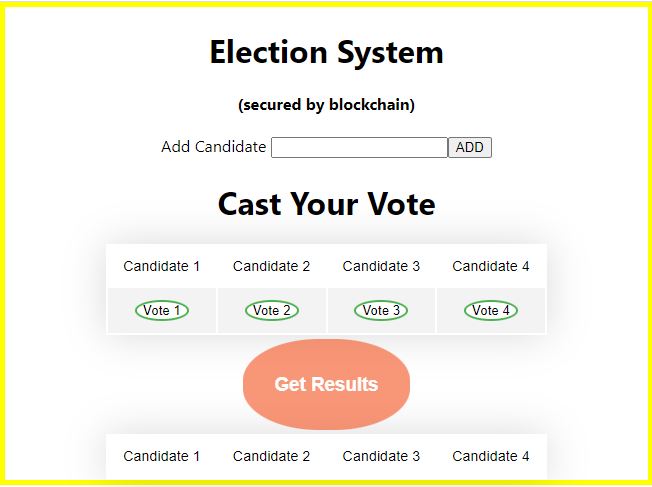 Election System
(secured by blockchain)
Add Candidate ADD
Cast Your Vote
Candidate 1 Candidate 2 Candidate 3 Candidate 4
Vote 1 Vote 2 Vote 3 Vote 4
Get Results
Candidate 1 Candidate 2 Candidate 3 Candidate 4